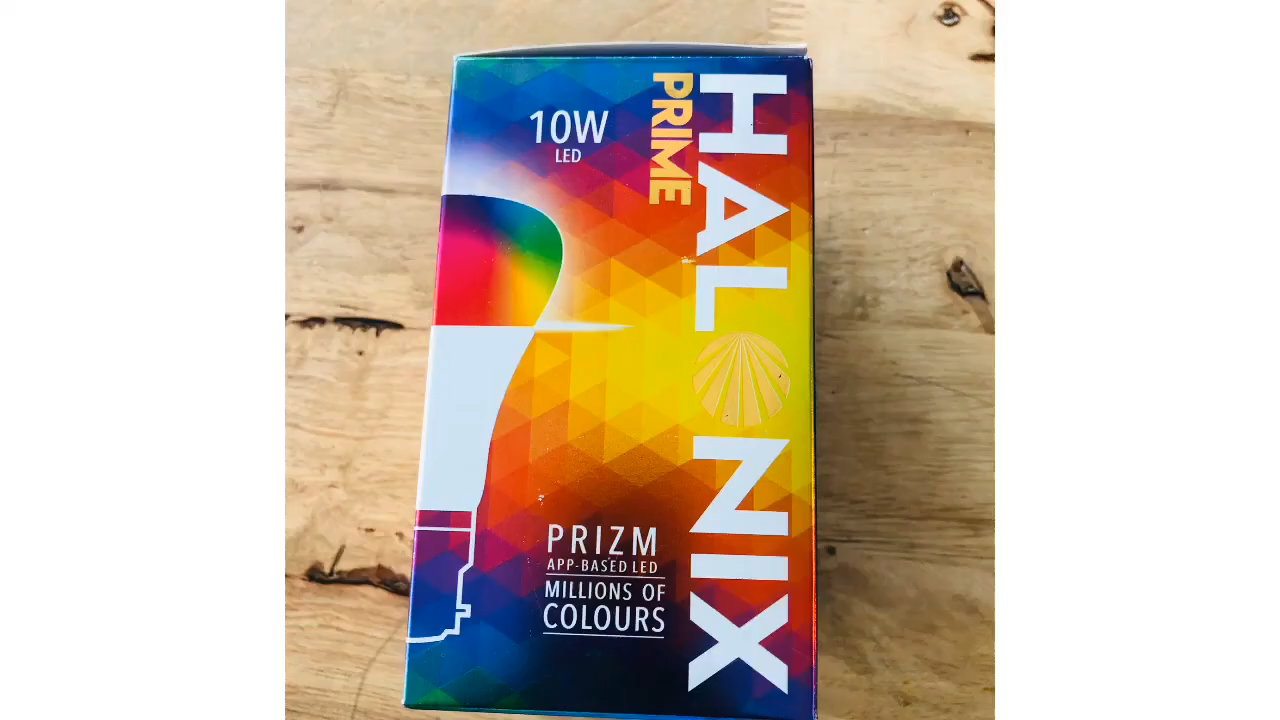 10W
LED
PRIME
HALONIX
PRIZM
APP-BASED LED
MILLIONS OF
COLOURS